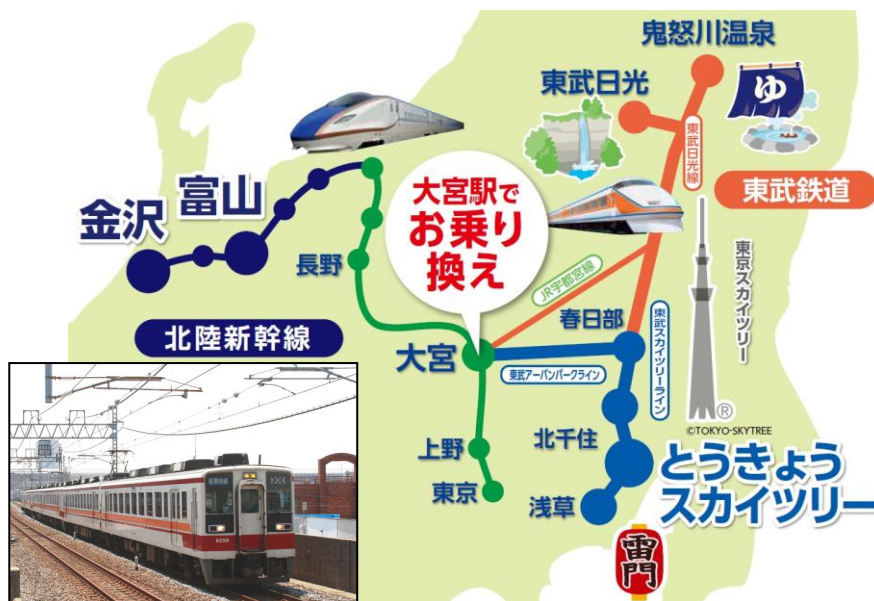 鬼怒川温泉
東武日光
ゆ
東武日光線
東武鉄道
金沢
富山
長野
大宮駅で
お乗り
換え
JR宇都宮線
春日部
東武スカイツリーライン
東京スカイツリー
®
©TOKYO-SKYTREE
北陸新幹線
大宮
東武アーバンパークライン
上野
東京
北千住
浅草
とうきょう
スカイツリー
雷門
6258